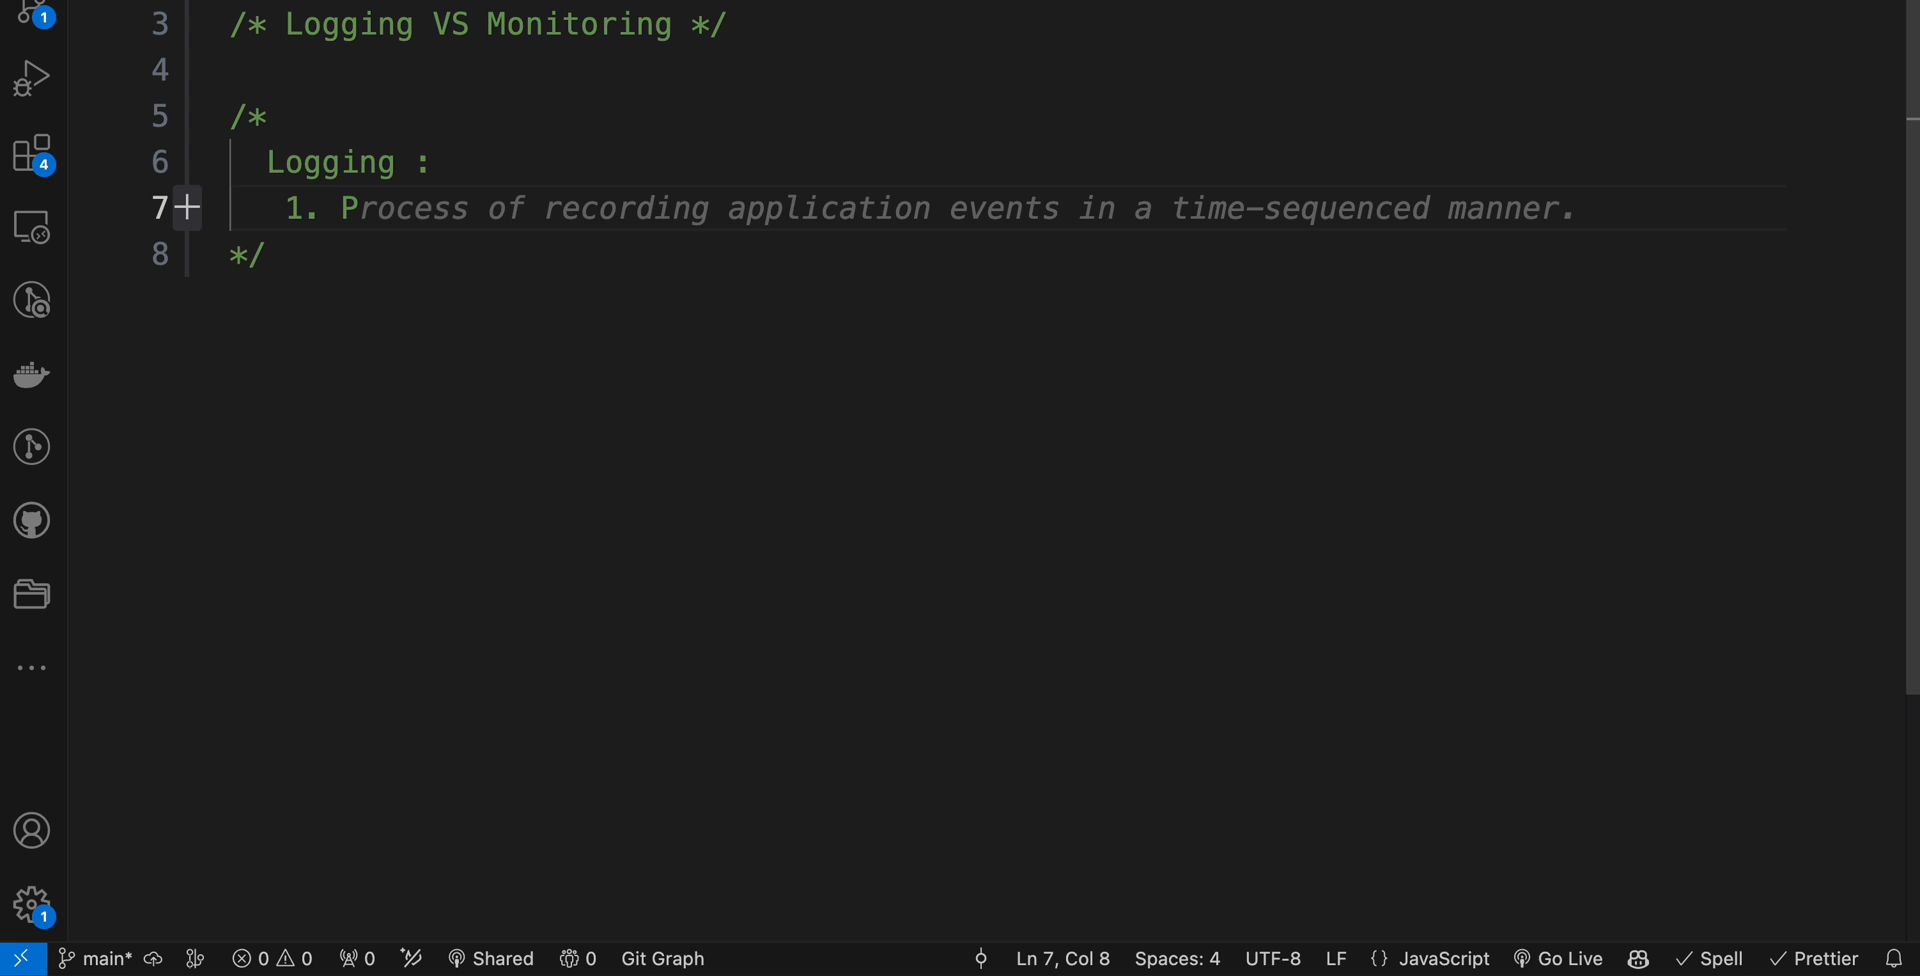 1
3 /* Logging VS Monitoring */
4
5 /*
4
6 Logging :
7 1. Process of recording application events in a time-sequenced manner.
8 */
1
main* 0 0 0 Shared 0 Git Graph Ln 7, Col 8 Spaces: 4 UTF-8 LF {} JavaScript Go Live Spell Prettier